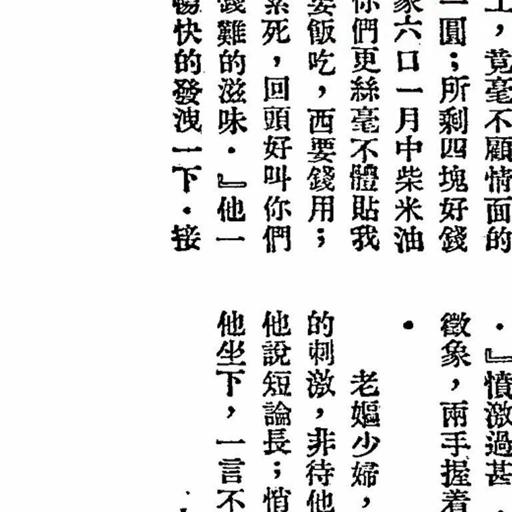 上，竟毫不顧情面的
一圓；所剩四塊好錢
家六口一月中柴米油
你們更絲毫不體貼我
要飯吃，西要錢用；
累死，回頭好叫你們
錢難的滋味．』他一
暢快的發洩一下．接
．』憤激過甚，
徵象，兩手握着
．
老嫗少婦，
的刺激，非待他
他說短論長；悄
他坐下，一言不